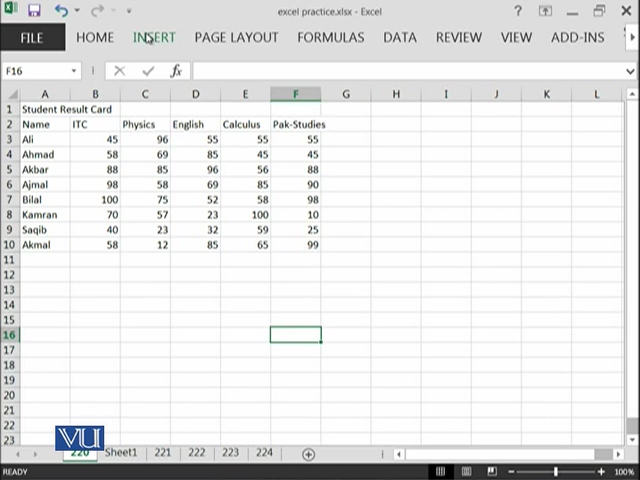 excel practice.xlsx - Excel
FILE HOME INSERT PAGE LAYOUT FORMULAS DATA REVIEW VIEW ADD-INS
F16 fx
A B C D E F G H I J K L
1 Student Result Card
2 Name ITC Physics English Calculus Pak-Studies
3 Ali 45 96 55 55 55
4 Ahmad 58 69 85 45 45
5 Akbar 88 85 96 56 88
6 Ajmal 98 58 69 85 90
7 Bilal 100 75 52 58 98
8 Kamran 70 57 23 100 10
9 Saqib 40 23 32 59 25
10 Akmal 58 12 85 65 99
11
12
13
14
15
16
17
18
19
20
21
22
23
VU
220 Sheet1 221 222 223 224
READY 100%